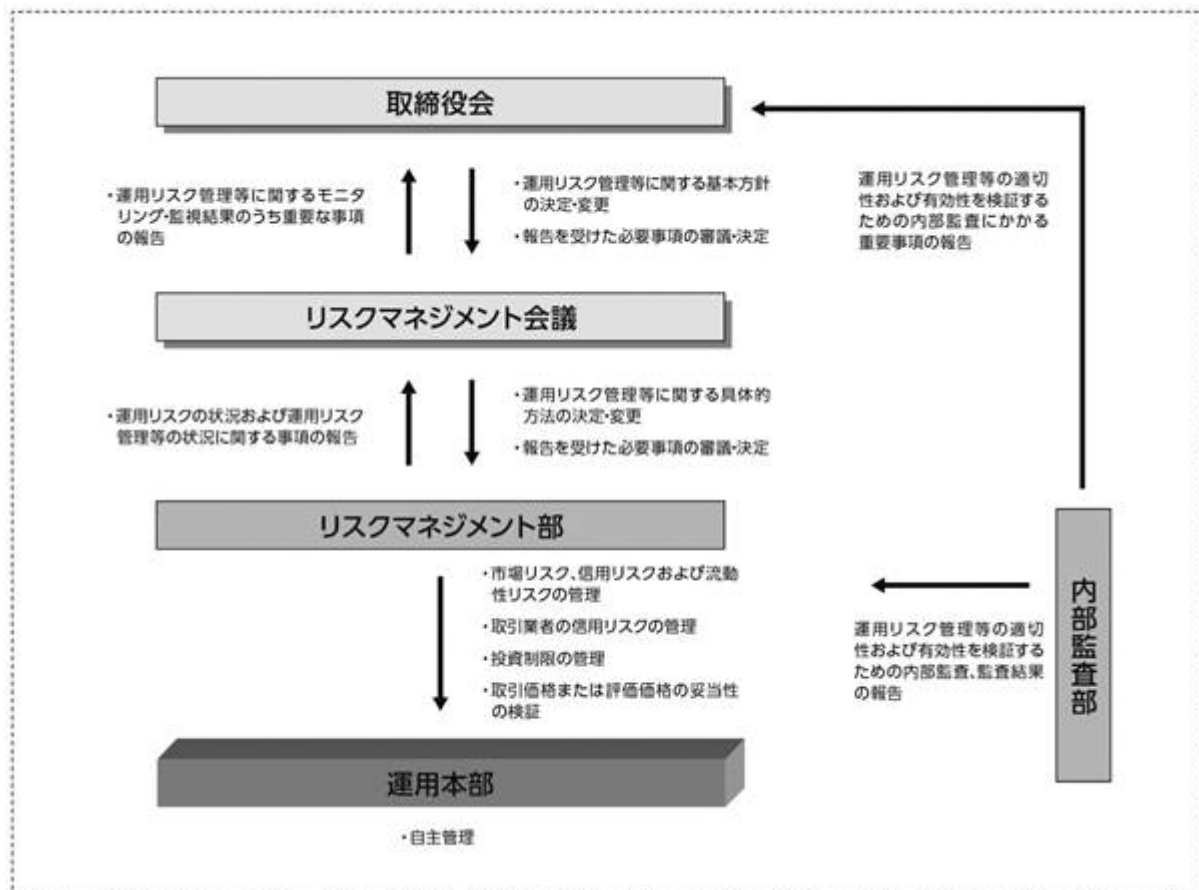 取締役会
・運用リスク管理等に関するモニタ
リング・監視結果のうち重要な事項
の報告
・運用リスク管理等に関する基本方針
の決定・変更
・報告を受けた必要事項の審議・決定
運用リスク管理等の適切
性および有効性を検証す
るための内部監査にかかる
重要事項の報告
リスクマネジメント会議
・運用リスクの状況および運用リスク
管理等の状況に関する事項の報告
・運用リスク管理等に関する具体的
方法の決定・変更
・報告を受けた必要事項の審議・決定
リスクマネジメント部
・市場リスク、信用リスクおよび流動
性リスクの管理
・取引業者の信用リスクの管理
・投資制限の管理
・取引価格または評価価格の妥当性
の検証
運用リスク管理等の適切
性および有効性を検証する
ための内部監査、監査結果
の報告
内部監査部
運用本部
・自主管理